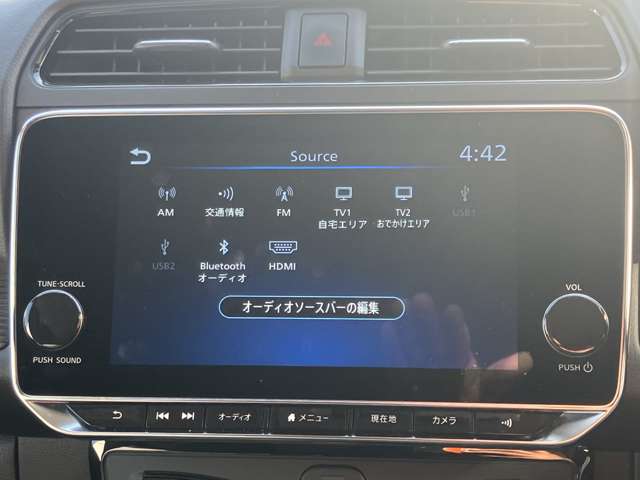 Source
4:42
AM
交通情報
FM
TV1
自宅エリア
TV2
おでかけエリア
USB1
USB2
Bluetooth
オーディオ
HDMI
オーディオソースバーの編集
TUNE·SCROLL
PUSH SOUND
VOL
PUSH
オーディオ
メニュー
現在地
カメラ